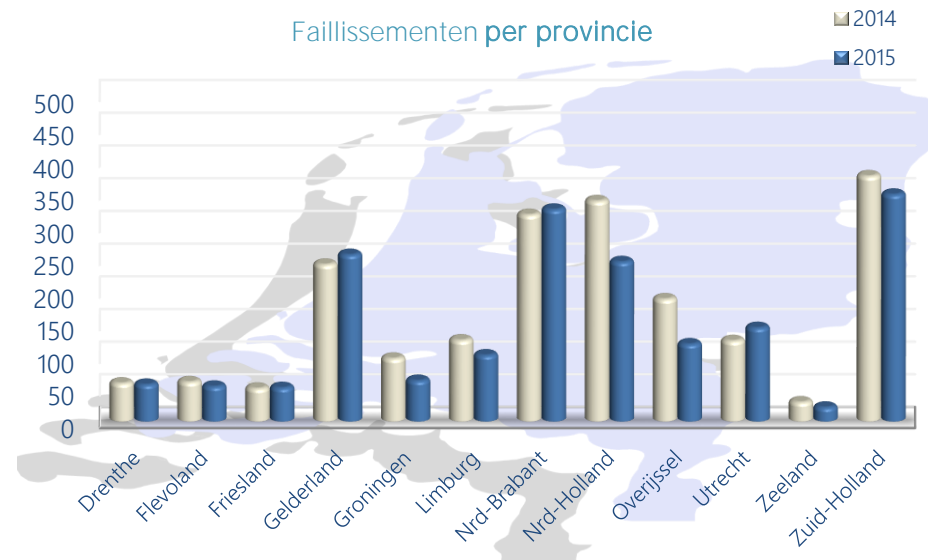 Faillissementen per provincie
2014
2015
500
450
400
350
300
250
200
150
100
50
0
Drenthe
Flevoland
Friesland
Gelderland
Groningen
Limburg
Nrd-Brabant
Nrd-Holland
Overijssel
Utrecht
Zeeland
Zuid-Holland